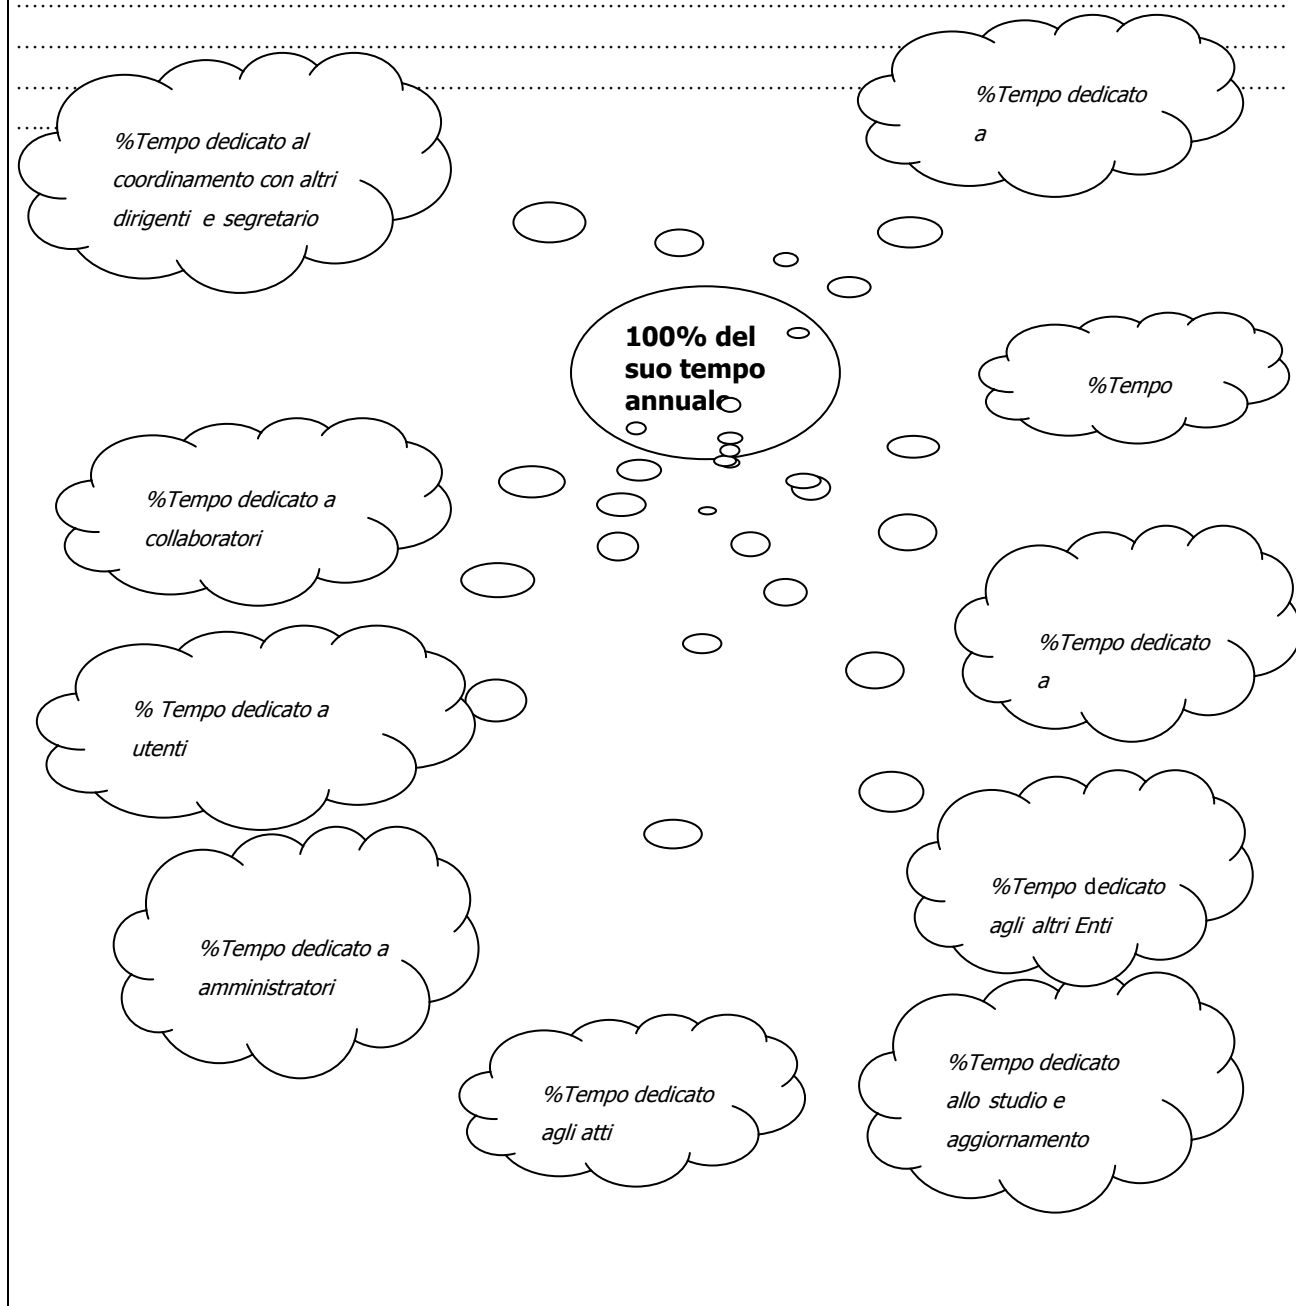 %Tempo dedicato al
coordinamento con altri
dirigenti e segretario
%Tempo dedicato
a
100% del
suo tempo
annuale
%Tempo
%Tempo dedicato a
collaboratori
%Tempo dedicato
a
% Tempo dedicato a
utenti
%Tempo dedicato
agli altri Enti
%Tempo dedicato a
amministratori
%Tempo dedicato
agli atti
%Tempo dedicato
allo studio e
aggiornamento